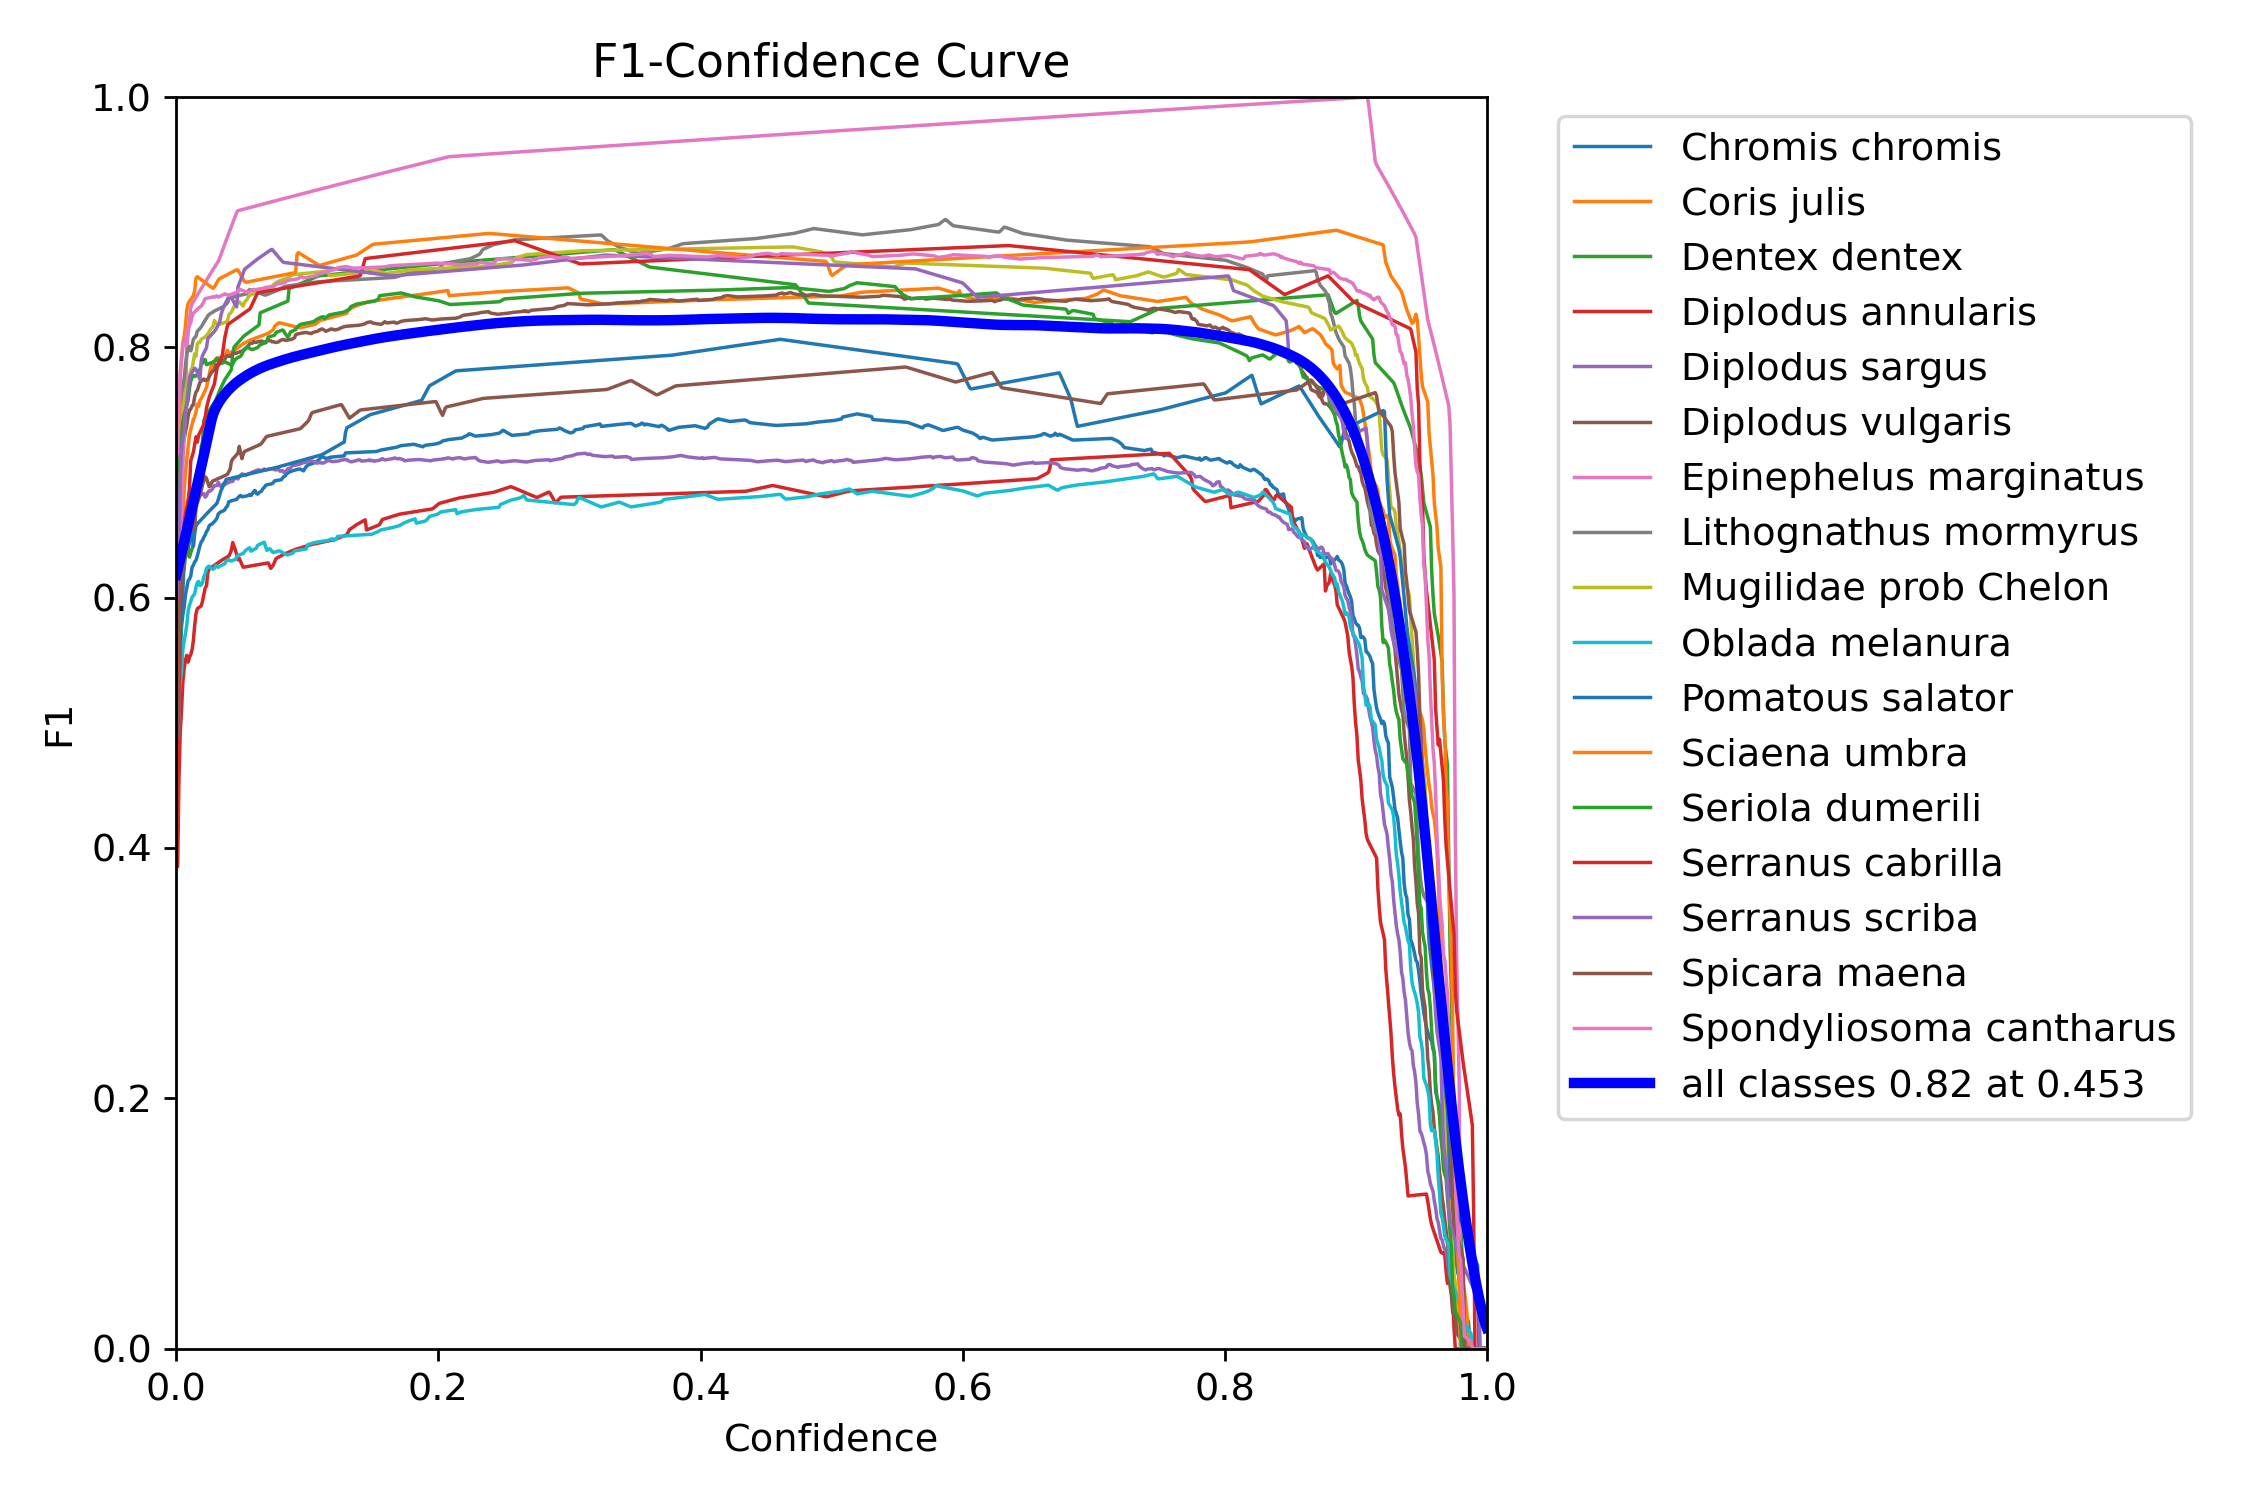 F1-Confidence Curve
1.0
0.8
0.6
0.4
0.2
0.0
F1
0.0 0.2 0.4 0.6 0.8 1.0
Confidence
Chromis chromis
Coris julis
Dentex dentex
Diplodus annularis
Diplodus sargus
Diplodus vulgaris
Epinephelus marginatus
Lithognathus mormyrus
Mugilidae prob Chelon
Oblada melanura
Pomatous salator
Sciaena umbra
Seriola dumerili
Serranus cabrilla
Serranus scriba
Spicara maena
Spondyliosoma cantharus
all classes 0.82 at 0.453